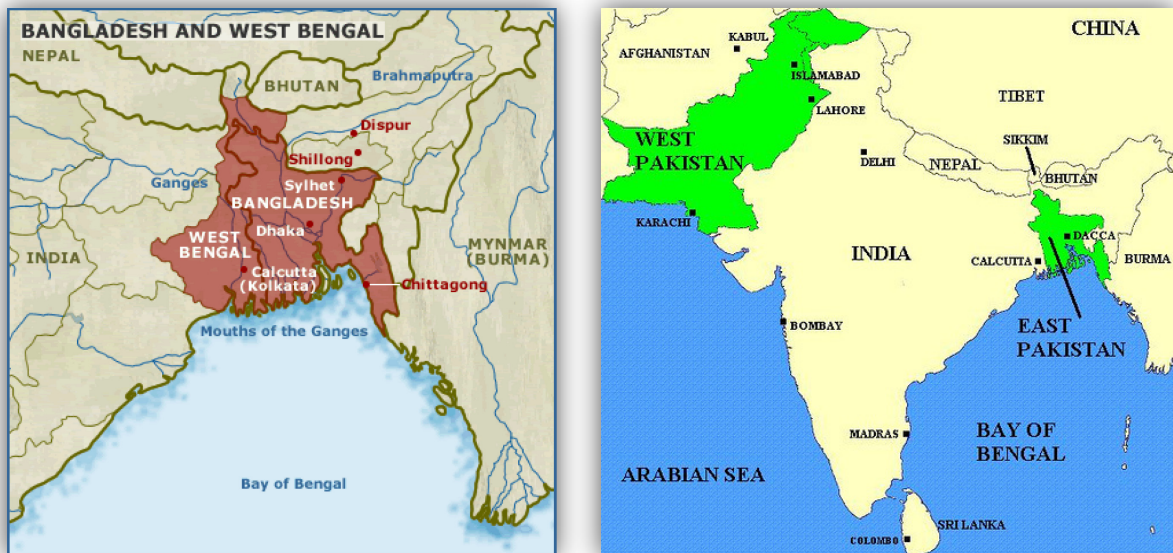 BANGLADESH AND WEST BENGAL
NEPAL
BHUTAN
Brahmaputra
Dispur
Shillong
Ganges
Sylhet
BANGLADESH
Dhaka
WEST
BENGAL
INDIA
MYNMAR
(BURMA)
Calcutta
(Kolkata)
Chittagong
Mouths of the Ganges
Bay of Bengal
CHINA
KABUL
AFGHANISTAN
ISLAMABAD
LAHORE
TIBET
WEST
PAKISTAN
SIKKIM
DELHI
NEPAL
BHUTAN
KARACHI
DACCA
INDIA
CALCUTTA
BURMA
BOMBAY
EAST
PAKISTAN
MADRAS
BAY OF
BENGAL
ARABIAN SEA
SRI LANKA
COLOMBO